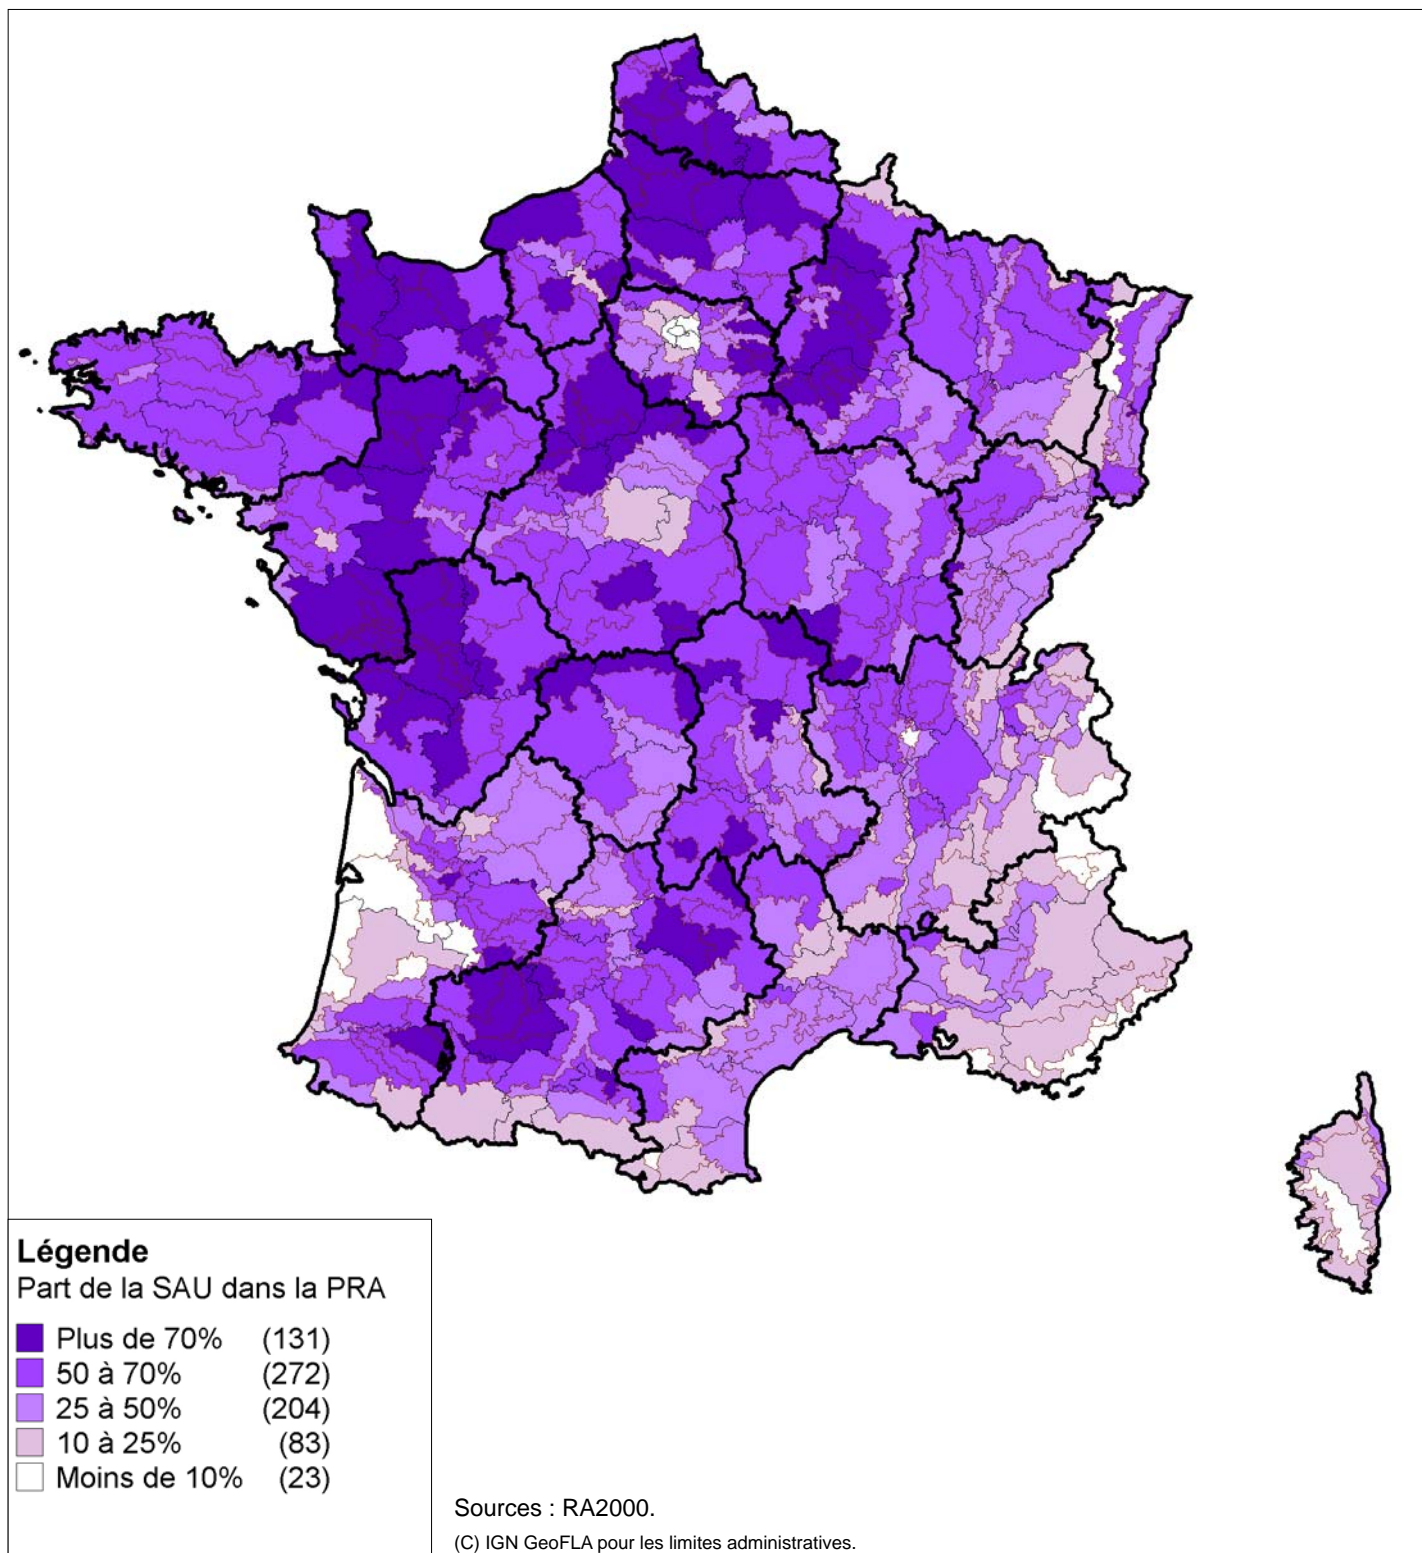 Légende
Part de la SAU dans la PRA
Plus de 70% (131)
50 à 70% (272)
25 à 50% (204)
10 à 25% (83)
Moins de 10% (23)
Sources : RA2000.
(C) IGN GeoFLA pour les limites administratives.